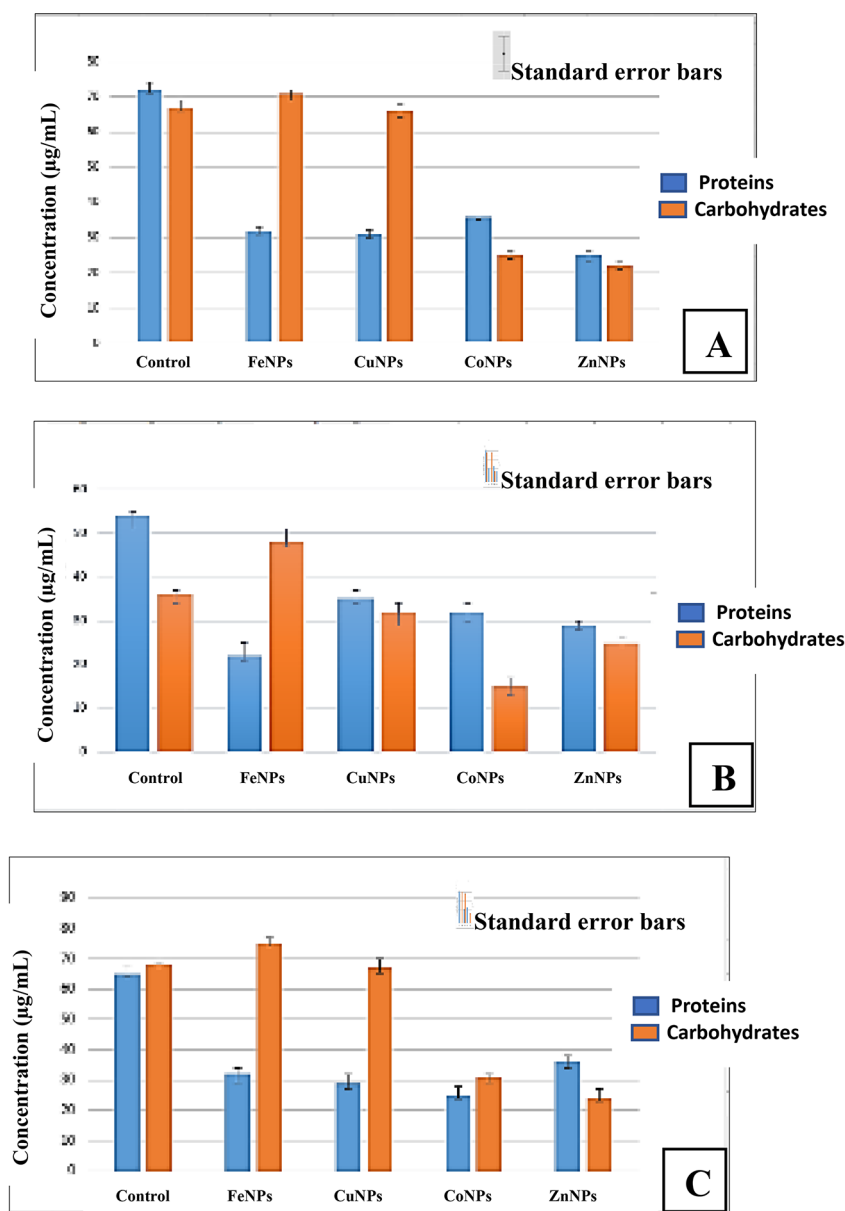 Standard error bars
Concentration (µg/mL)
Proteins
Carbohydrates
Control FeNPs CuNPs CoNPs ZnNPs
A
Standard error bars
Concentration (µg/mL)
50
40
20
10
0
Proteins
Carbohydrates
Control FeNPs CuNPs CoNPs ZnNPs
B
Standard error bars
Concentration (µg/mL)
90
80
70
60
50
40
30
20
10
0
Proteins
Carbohydrates
Control FeNPs CuNPs CoNPs ZnNPs
C